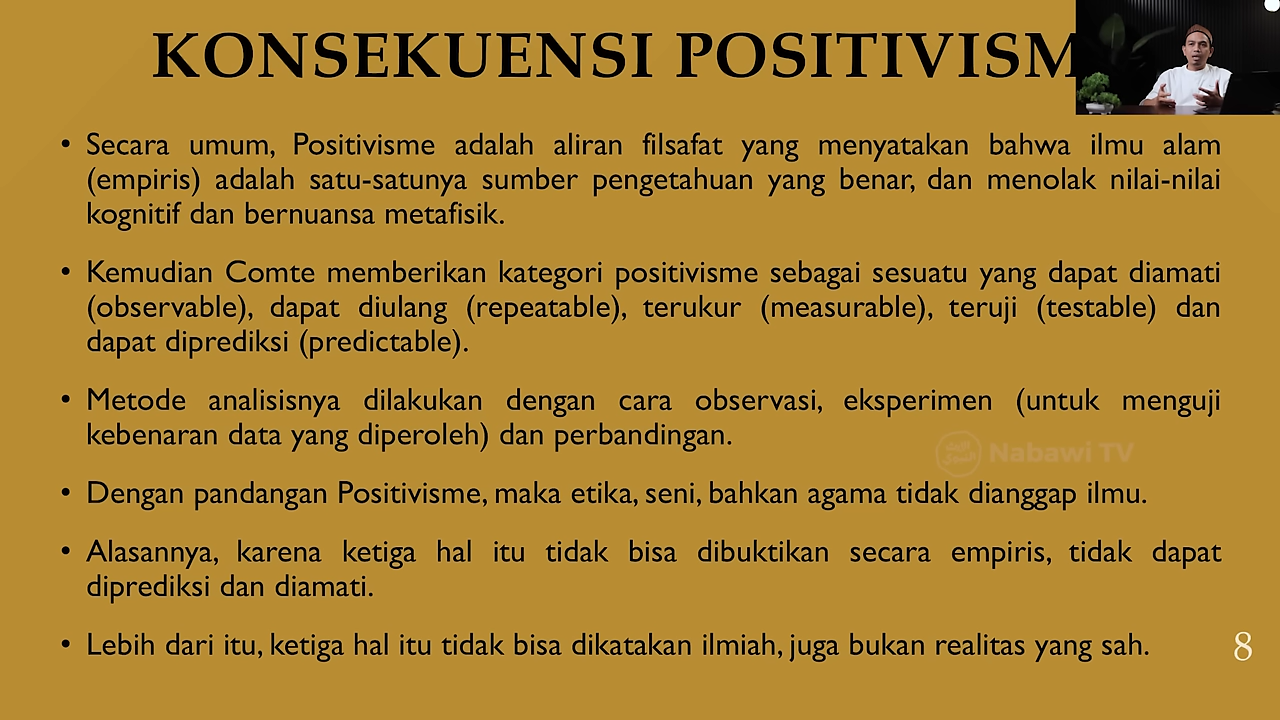 KONSEKUENSI POSITIVISM
• Secara umum, Positivisme adalah aliran filsafat yang menyatakan bahwa ilmu alam
(empiris) adalah satu-satunya sumber pengetahuan yang benar, dan menolak nilai-nilai
kognitif dan bernuansa metafisik.
• Kemudian Comte memberikan kategori positivisme sebagai sesuatu yang dapat diamati
(observable), dapat diulang (repeatable), terukur (measurable), teruji (testable) dan
dapat diprediksi (predictable).
• Metode analisisnya dilakukan dengan cara observasi, eksperimen (untuk menguji
kebenaran data yang diperoleh) dan perbandingan.
Nabawi TV
• Dengan pandangan Positivisme, maka etika, seni, bahkan agama tidak dianggap ilmu.
• Alasannya, karena ketiga hal itu tidak bisa dibuktikan secara empiris, tidak dapat
diprediksi dan diamati.
• Lebih dari itu, ketiga hal itu tidak bisa dikatakan ilmiah, juga bukan realitas yang sah.
8